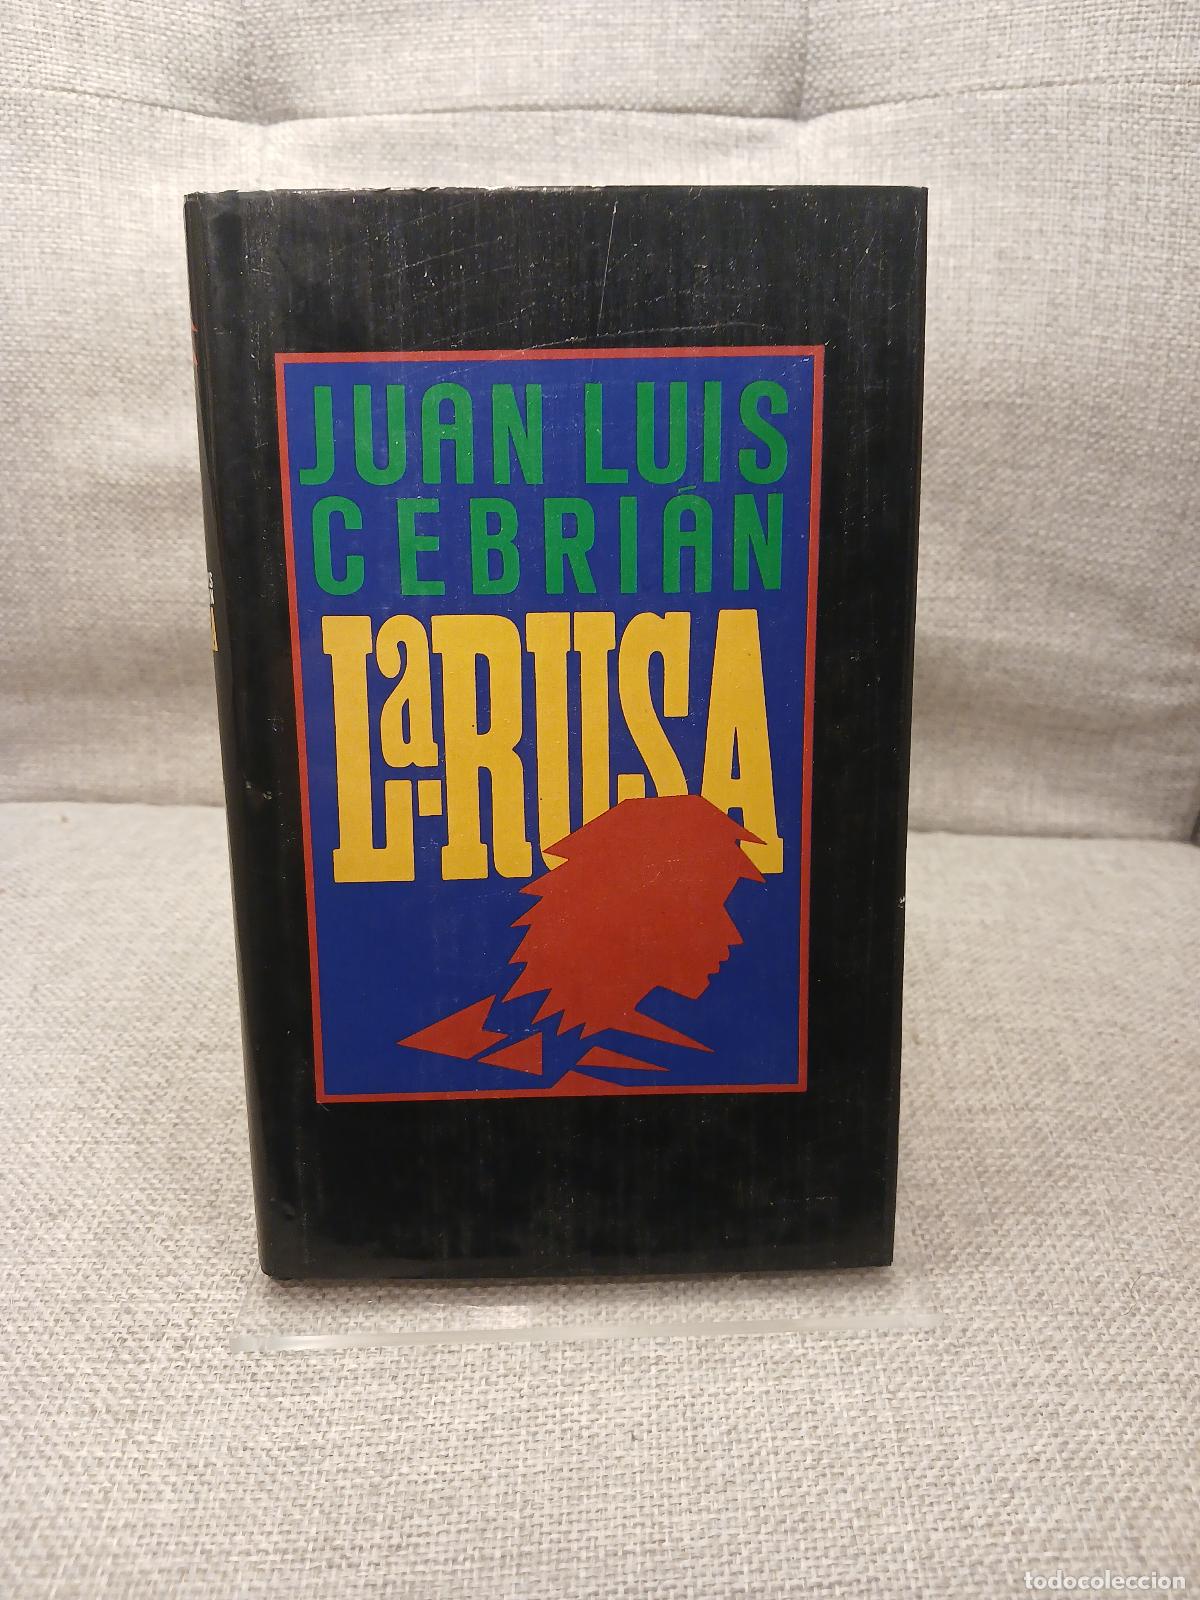 JUAN LUIS
CEBRIÁN
La RUSA
todocoleccion